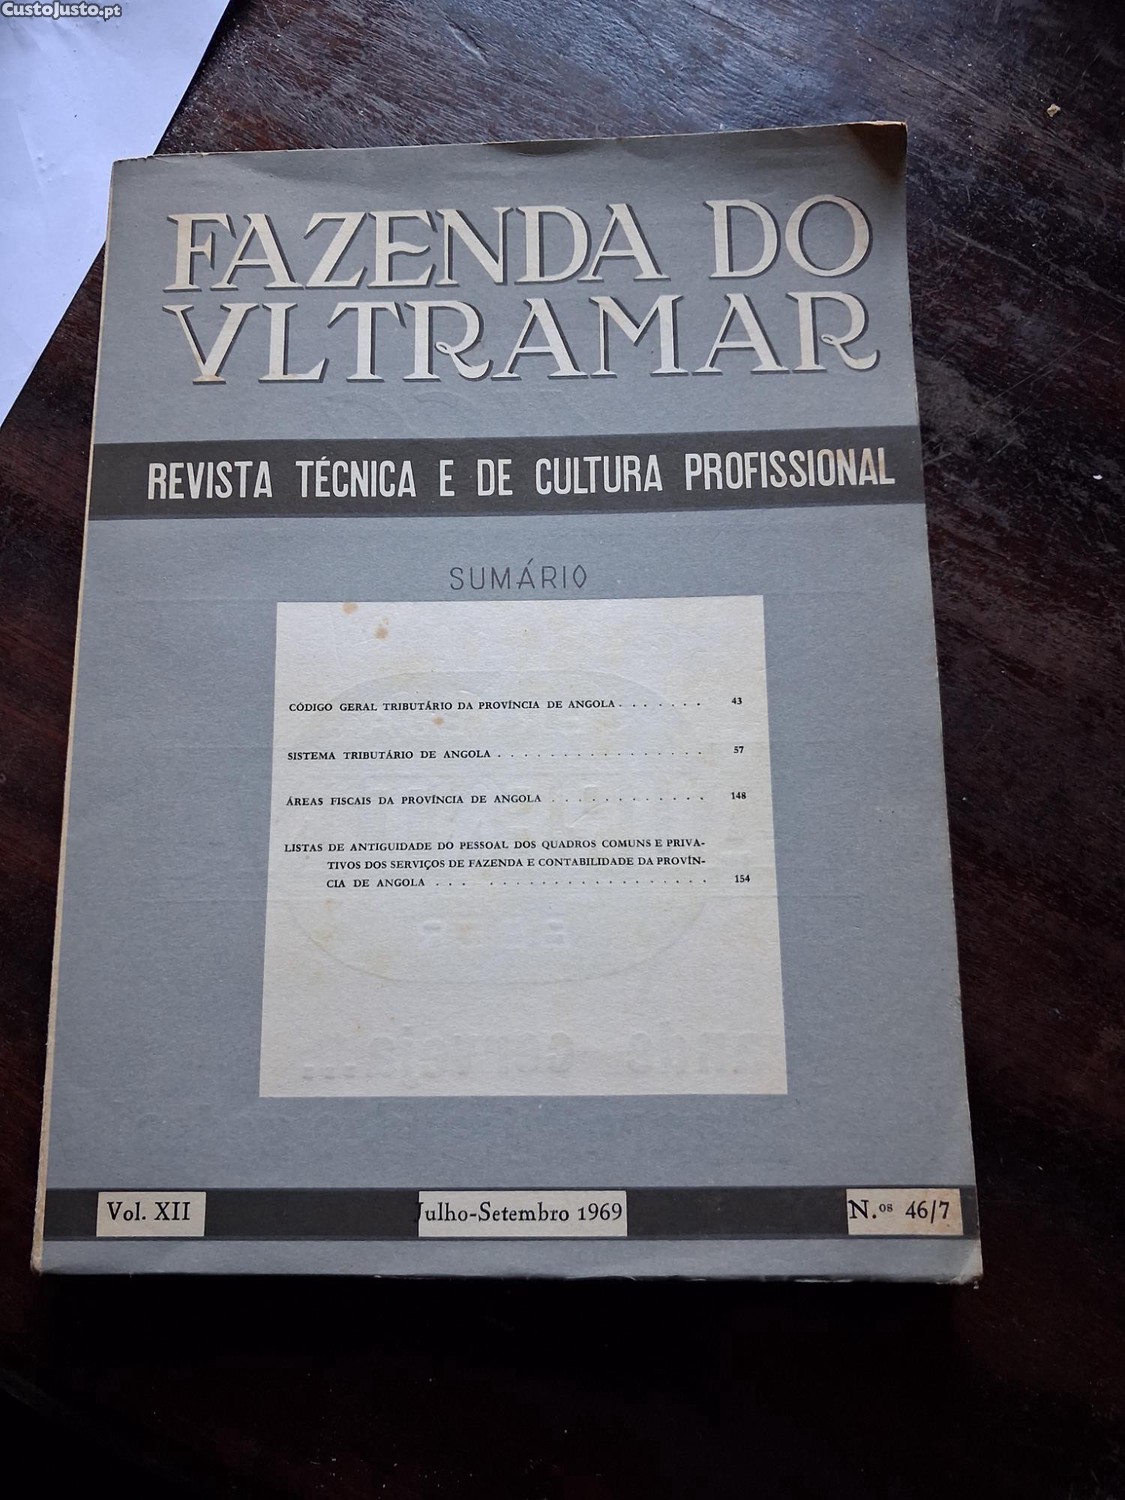 CustoJusto.pt
FAZENDA DO
VLTRAMAR
REVISTA TÉCNICA E DE CULTURA PROFISSIONAL
SUMÁRIO
CÓDIGO GERAL TRIBUTÁRIO DA PROVÍNCIA DE ANGOLA . . . . . . . 43
SISTEMA TRIBUTÁRIO DE ANGOLA . . . . . . . . . . . . . . . . . 57
ÁREAS FISCAIS DA PROVÍNCIA DE ANGOLA . . . . . . . . . . . . 148
LISTAS DE ANTIGUIDADE DO PESSOAL DOS QUADROS COMUNS E PRIVA-
TIVOS DOS SERVIÇOS DE FAZENDA E CONTABILIDADE DA PROVÍN-
CIA DE ANGOLA . . . . . . . . . . . . . . . . . . . . 154
Vol. XII
Julho-Setembro 1969
N.os 46/7